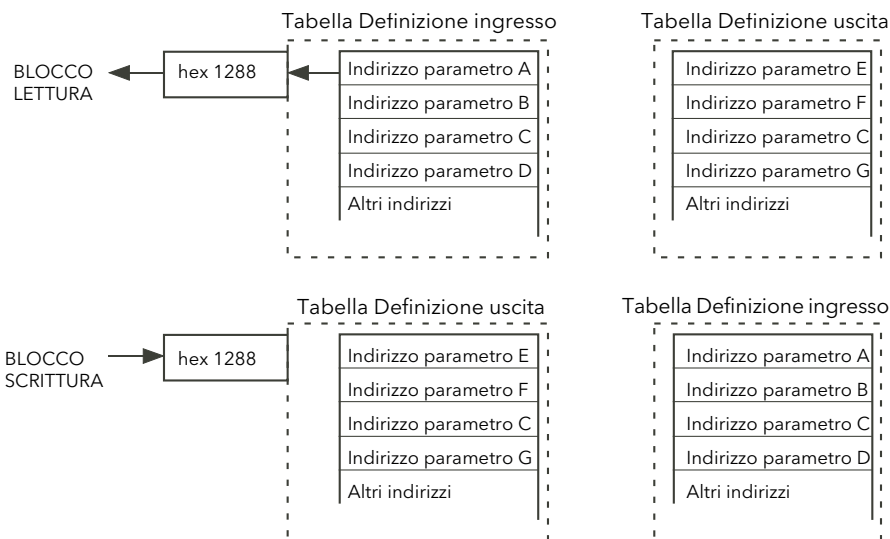 Tabella Definizione ingresso
Tabella Definizione uscita
BLOCCO
LETTURA
hex 1288
Indirizzo parametro A
Indirizzo parametro B
Indirizzo parametro C
Indirizzo parametro D
Altri indirizzi
Indirizzo parametro E
Indirizzo parametro F
Indirizzo parametro C
Indirizzo parametro G
Altri indirizzi
Tabella Definizione uscita
Tabella Definizione ingresso
BLOCCO
SCRITTURA
hex 1288
Indirizzo parametro E
Indirizzo parametro F
Indirizzo parametro C
Indirizzo parametro G
Altri indirizzi
Indirizzo parametro A
Indirizzo parametro B
Indirizzo parametro C
Indirizzo parametro D
Altri indirizzi